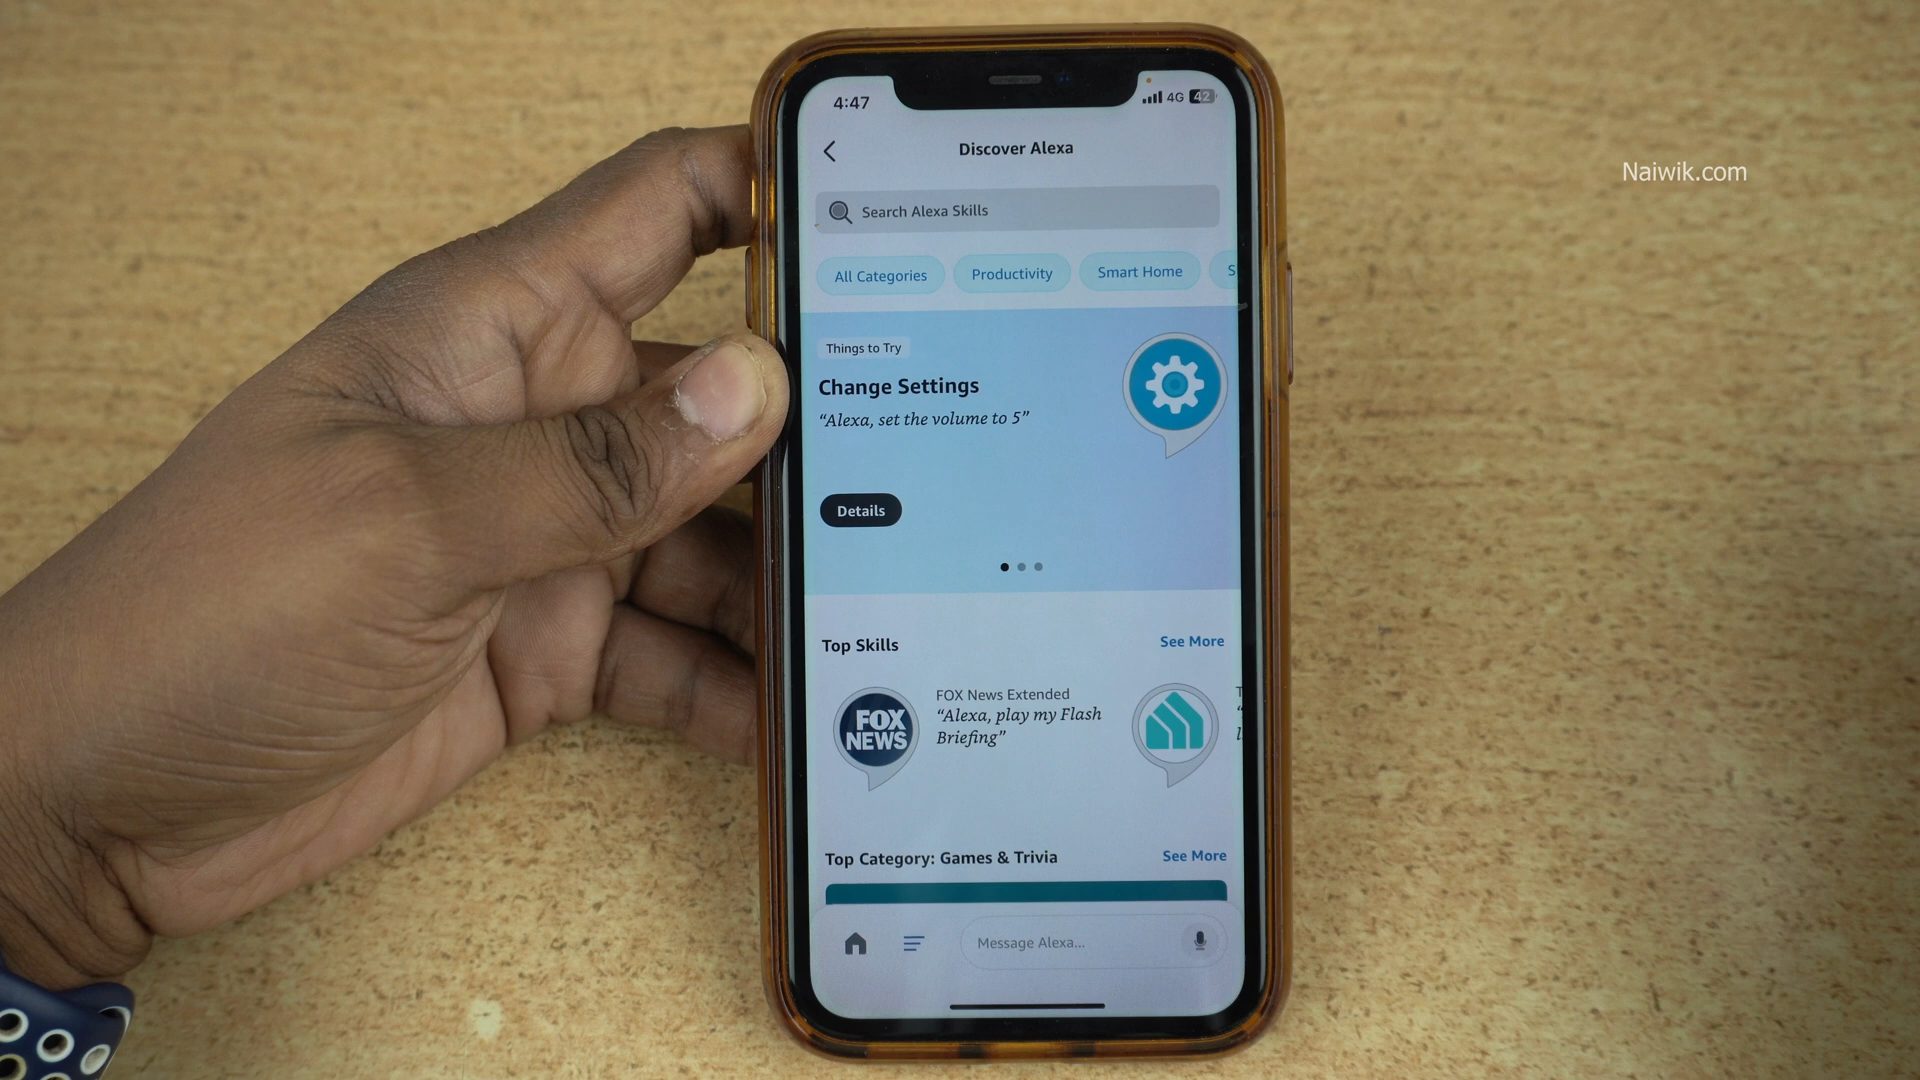 4:47
4G 42
Discover Alexa
Naiwik.com
Search Alexa Skills
All Categories
Productivity
Smart Home
S
Things to Try
Change Settings
“Alexa, set the volume to 5”
Details
Top Skills
See More
FOX NEWS
FOX News Extended
“Alexa, play my Flash
Briefing”
Top Category: Games & Trivia
See More
Message Alexa...